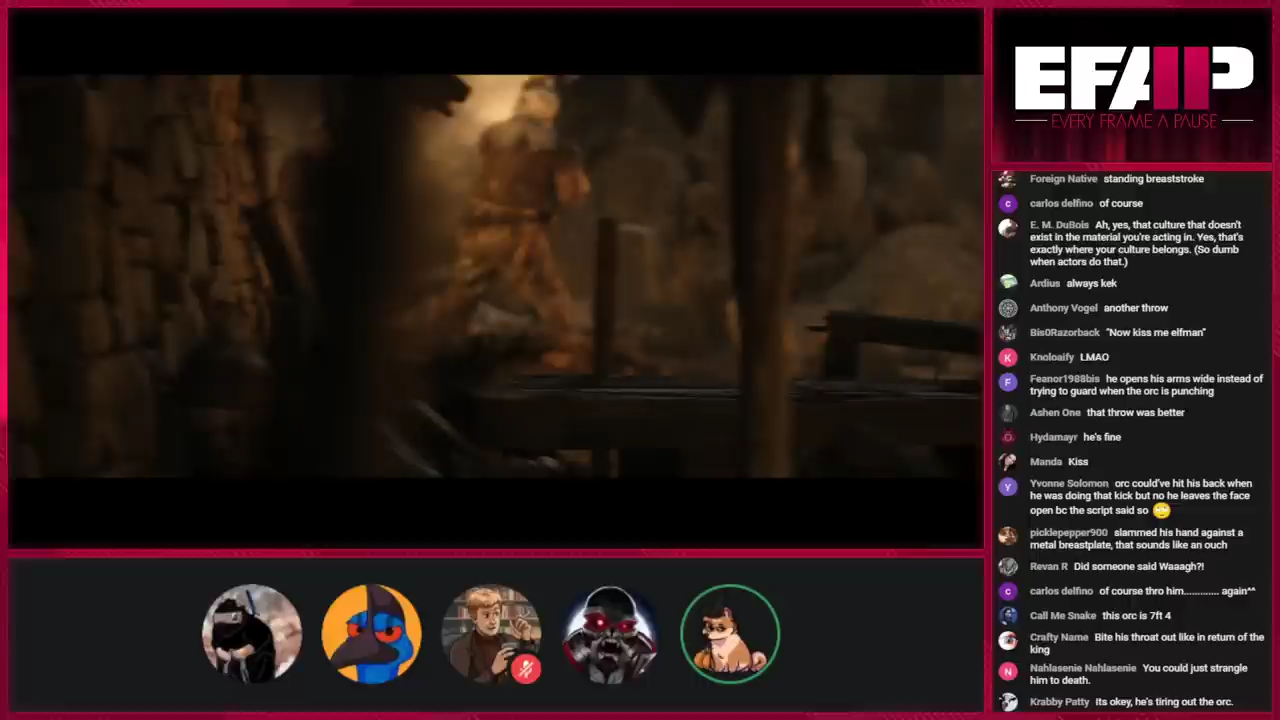 EFAP
EVERY FRAME A PAUSE
Foreign Native standing breaststroke
c carlos delfino of course
E. M. DuBois Ah, yes, that culture that doesn't
exist in the material you're acting in. Yes, that's
exactly where your culture belongs. (So dumb
when actors do that.)
Ardius always kek
Anthony Vogel another throw
Bis0Razorback "Now kiss me elfman"
K Knoloaify LMAO
F Feanor1988bis he opens his arms wide instead of
trying to guard when the orc is punching
Ashen One that throw was better
Hydamayr he's fine
Manda Kiss
Y Yvonne Solomon orc could've hit his back when
he was doing that kick but no he leaves the face
open bc the script said so 🙄
picklepepper900 slammed his hand against a
metal breastplate, that sounds like an ouch
Revan R Did someone said Waaagh?!
c carlos delfino of course thro him............ again^^
Call Me Snake this orc is 7ft 4
Crafty Name Bite his throat out like in return of the
king
N Nahlasenie Nahlasenie You could just strangle
him to death.
Krabby Patty Its okay, he's tiring out the orc.